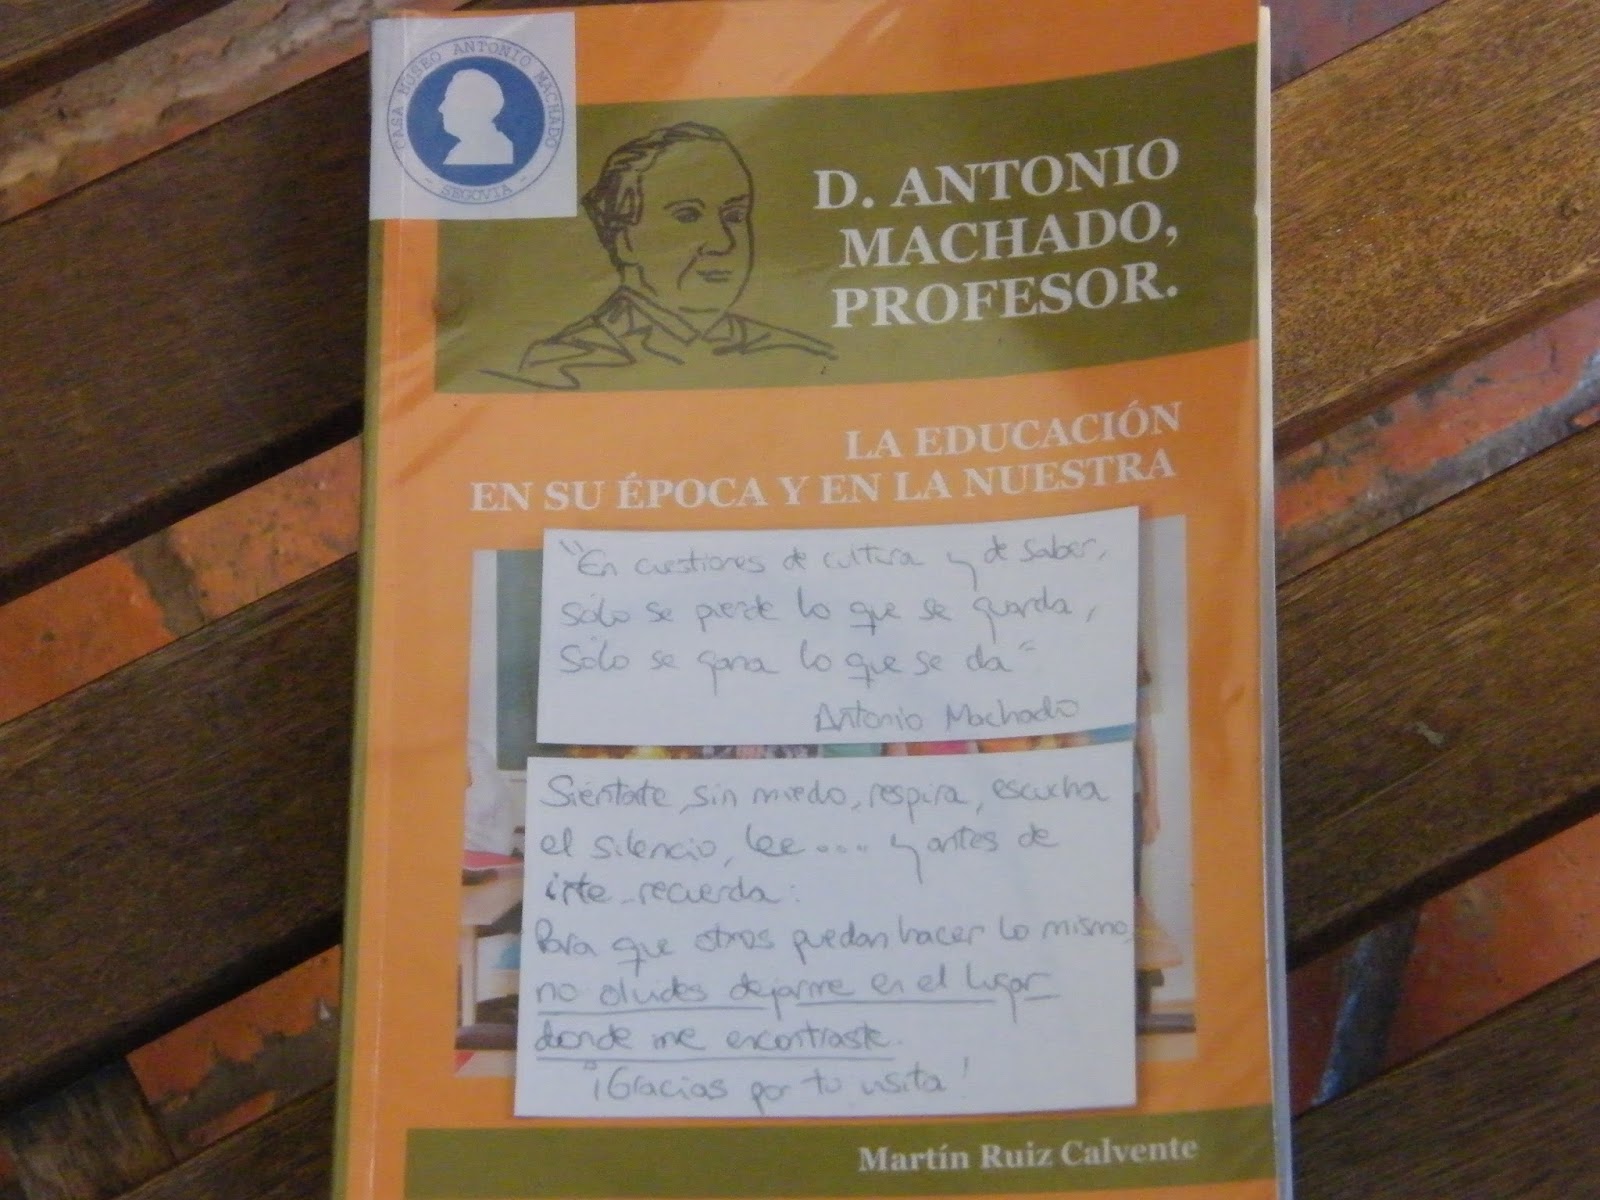 CASA MUSEO ANTONIO MACHADO
- SEGOVIA -
D. ANTONIO
MACHADO,
PROFESOR.
LA EDUCACIÓN
EN SU ÉPOCA Y EN LA NUESTRA
"En cuestiones de cultura y de saber,
sólo se pierde lo que se guarda,
sólo se gana lo que se da"
Antonio Machado
Siéntate, sin miedo, respira, escucha
el silencio, lee... y antes de
irte recuerda:
Para que otros puedan hacer lo mismo,
no olvides dejarme en el lugar
donde me encontraste.
¡Gracias por tu visita!
Martín Ruiz Calvente